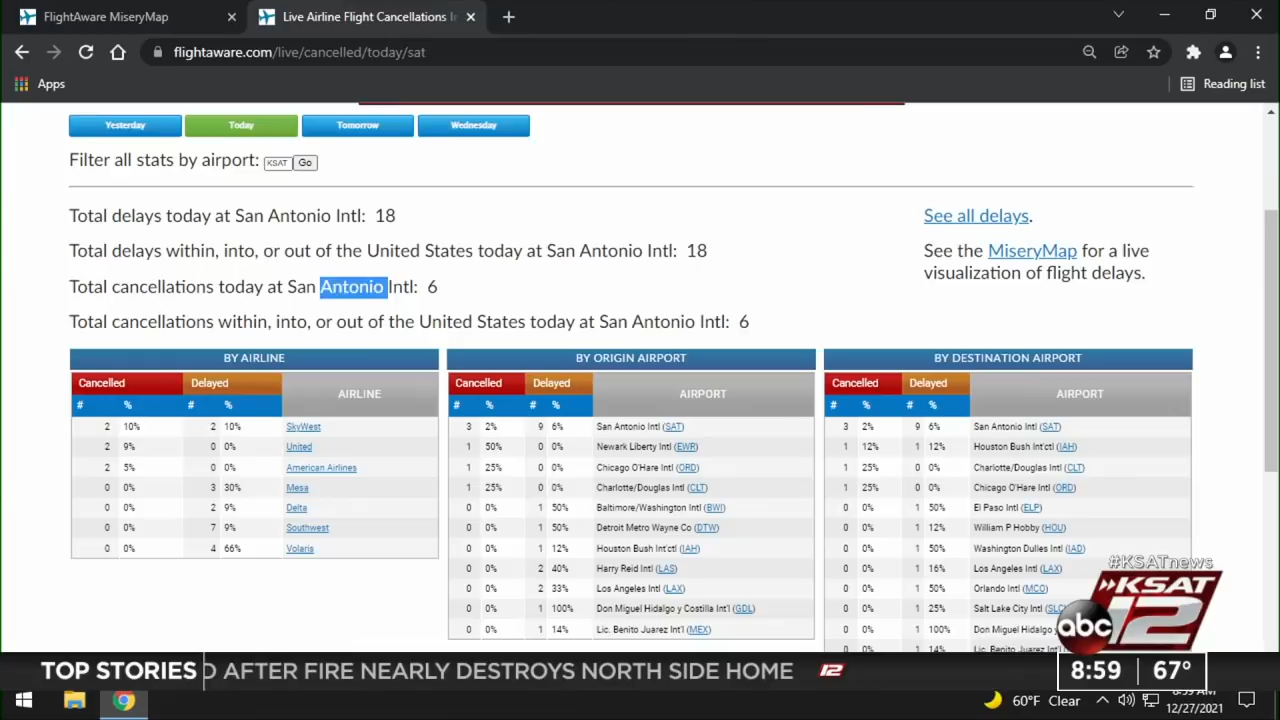 FlightAware MiseryMap
Live Airline Flight Cancellations I
flightaware.com/live/cancelled/today/sat
Apps
Reading list
Yesterday Today Tomorrow Wednesday
Filter all stats by airport: KSAT Go
Total delays today at San Antonio Intl: 18
See all delays.
Total delays within, into, or out of the United States today at San Antonio Intl: 18
See the MiseryMap for a live
visualization of flight delays.
Total cancellations today at San Antonio Intl: 6
Total cancellations within, into, or out of the United States today at San Antonio Intl: 6
BY AIRLINE
Cancelled Delayed AIRLINE
# % # %
2 10% 2 10% SkyWest
2 9% 0 0% United
2 5% 0 0% American Airlines
0 0% 3 30% Mesa
0 0% 2 9% Delta
0 0% 7 9% Southwest
0 0% 4 66% Volaris
BY ORIGIN AIRPORT
Cancelled Delayed AIRPORT
# % # %
3 2% 9 6% San Antonio Intl (SAT)
1 50% 0 0% Newark Liberty Intl (EWR)
1 25% 0 0% Chicago O'Hare Intl (ORD)
1 25% 0 0% Charlotte/Douglas Intl (CLT)
0 0% 1 50% Baltimore/Washington Intl (BWI)
0 0% 1 50% Detroit Metro Wayne Co (DTW)
0 0% 1 12% Houston Bush Int'ctl (IAH)
0 0% 2 40% Harry Reid Intl (LAS)
0 0% 2 33% Los Angeles Intl (LAX)
0 0% 1 100% Don Miguel Hidalgo y Costilla Int'l (GDL)
0 0% 1 14% Lic. Benito Juarez Int'l (MEX)
BY DESTINATION AIRPORT
Cancelled Delayed AIRPORT
# % # %
3 2% 9 6% San Antonio Intl (SAT)
1 12% 1 12% Houston Bush Int'ctl (IAH)
1 25% 0 0% Charlotte/Douglas Intl (CLT)
1 25% 0 0% Chicago O'Hare Intl (ORD)
0 0% 1 50% El Paso Intl (ELP)
0 0% 1 12% William P Hobby (HOU)
0 0% 1 50% Washington Dulles Intl (IAD)
0 0% 1 16% Los Angeles Intl (LAX)
0 0% 1 50% Orlando Intl (MCO)
0 0% 1 25% Salt Lake City Intl (SLC
0 0% 1 100% Don Miguel Hidalgo
0 0% 1 14% Lic. Benito Juarez Int'l
#KSATnews
KSAT
abc 12
TOP STORIES D AFTER FIRE NEARLY DESTROYS NORTH SIDE HOME 12
8:59 67°
60°F Clear
8:59 AM
12/27/2021